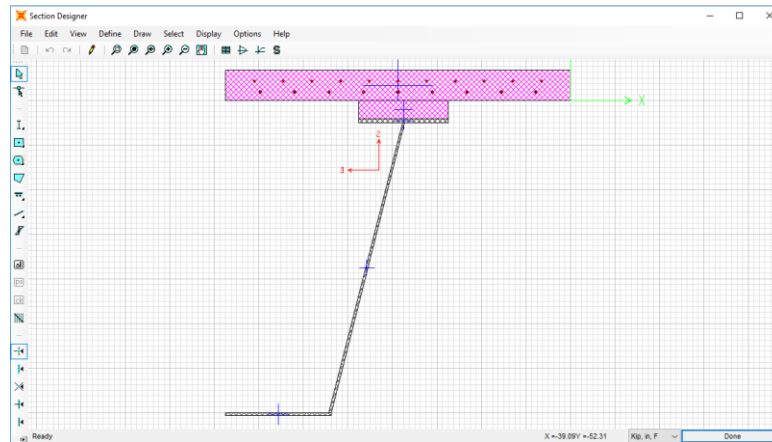 Section Designer
File Edit View Define Draw Select Display Options Help
S
X
2
3
Ready X =-39.09Y =-52.31 Kip, in, F Done